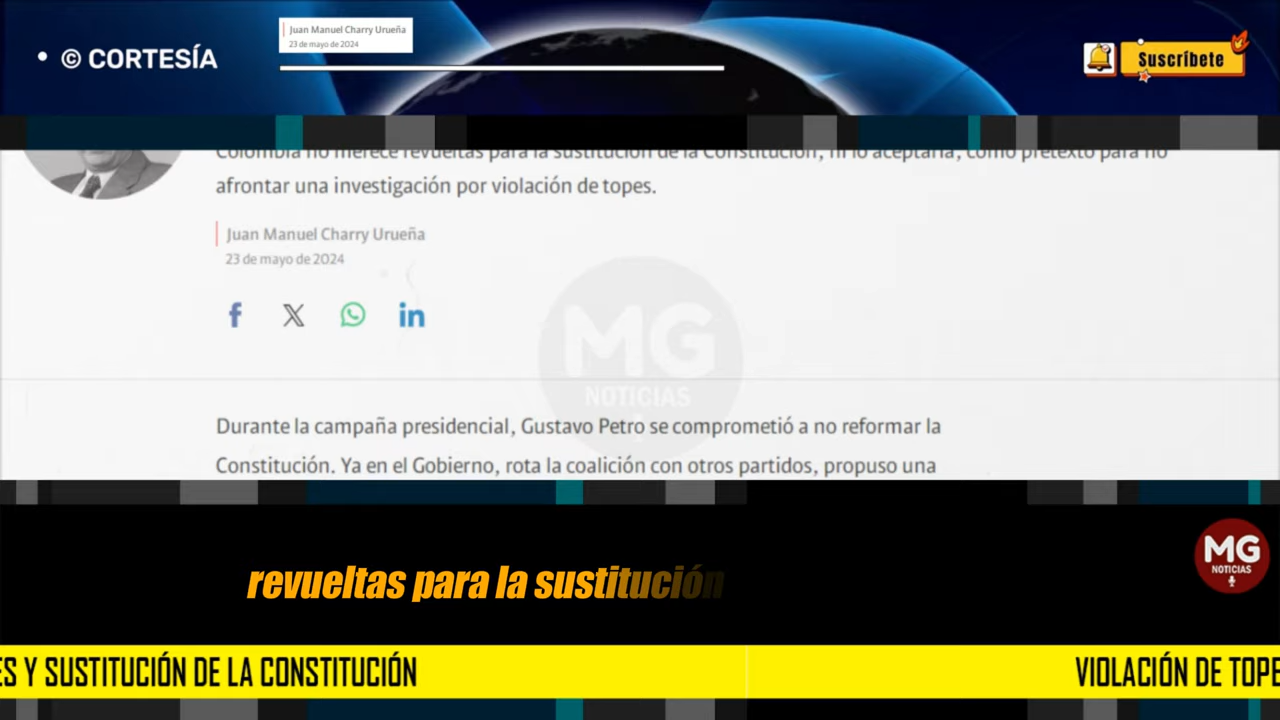 • © CORTESÍA
Juan Manuel Charry Urueña
23 de mayo de 2024
Suscríbete
Colombia no merece revueltas para la sustitución de la Constitución, ni lo aceptaría, como pretexto para no
afrontar una investigación por violación de topes.
Juan Manuel Charry Urueña
23 de mayo de 2024
MG
NOTICIAS
Durante la campaña presidencial, Gustavo Petro se comprometió a no reformar la
Constitución. Ya en el Gobierno, rota la coalición con otros partidos, propuso una
MG
NOTICIAS
revueltas para la sustitución
ES Y SUSTITUCIÓN DE LA CONSTITUCIÓN
VIOLACIÓN DE TOPE